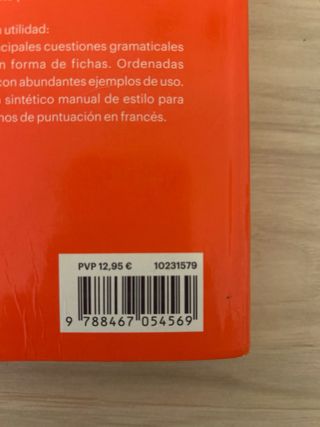 utilidad:
cipales cuestiones gramaticales
n forma de fichas. Ordenadas
con abundantes ejemplos de uso.
sintético manual de estilo para
nos de puntuación en francés.
PVP 12,95 € 10231579
9 788467 054569